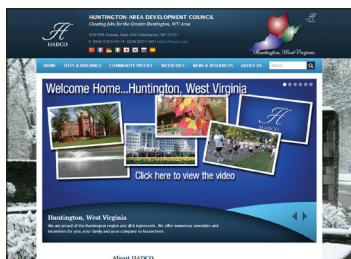 HUNTINGTON AREA DEVELOPMENT COUNCIL
Creating Jobs for the Greater Huntington, WV Area
H
HADCO
Huntington, West Virginia
HOME SITES & BUILDINGS COMMUNITY PROFILE INCENTIVES NEWS & RESOURCES ABOUT US
Welcome Home...Huntington, West Virginia
H
HADCO
Click here to view the video
Huntington, West Virginia
We are proud of the Huntington region and all it represents. We offer numerous amenities and
incentives for you, your family and your company to locate here.
About HADCO